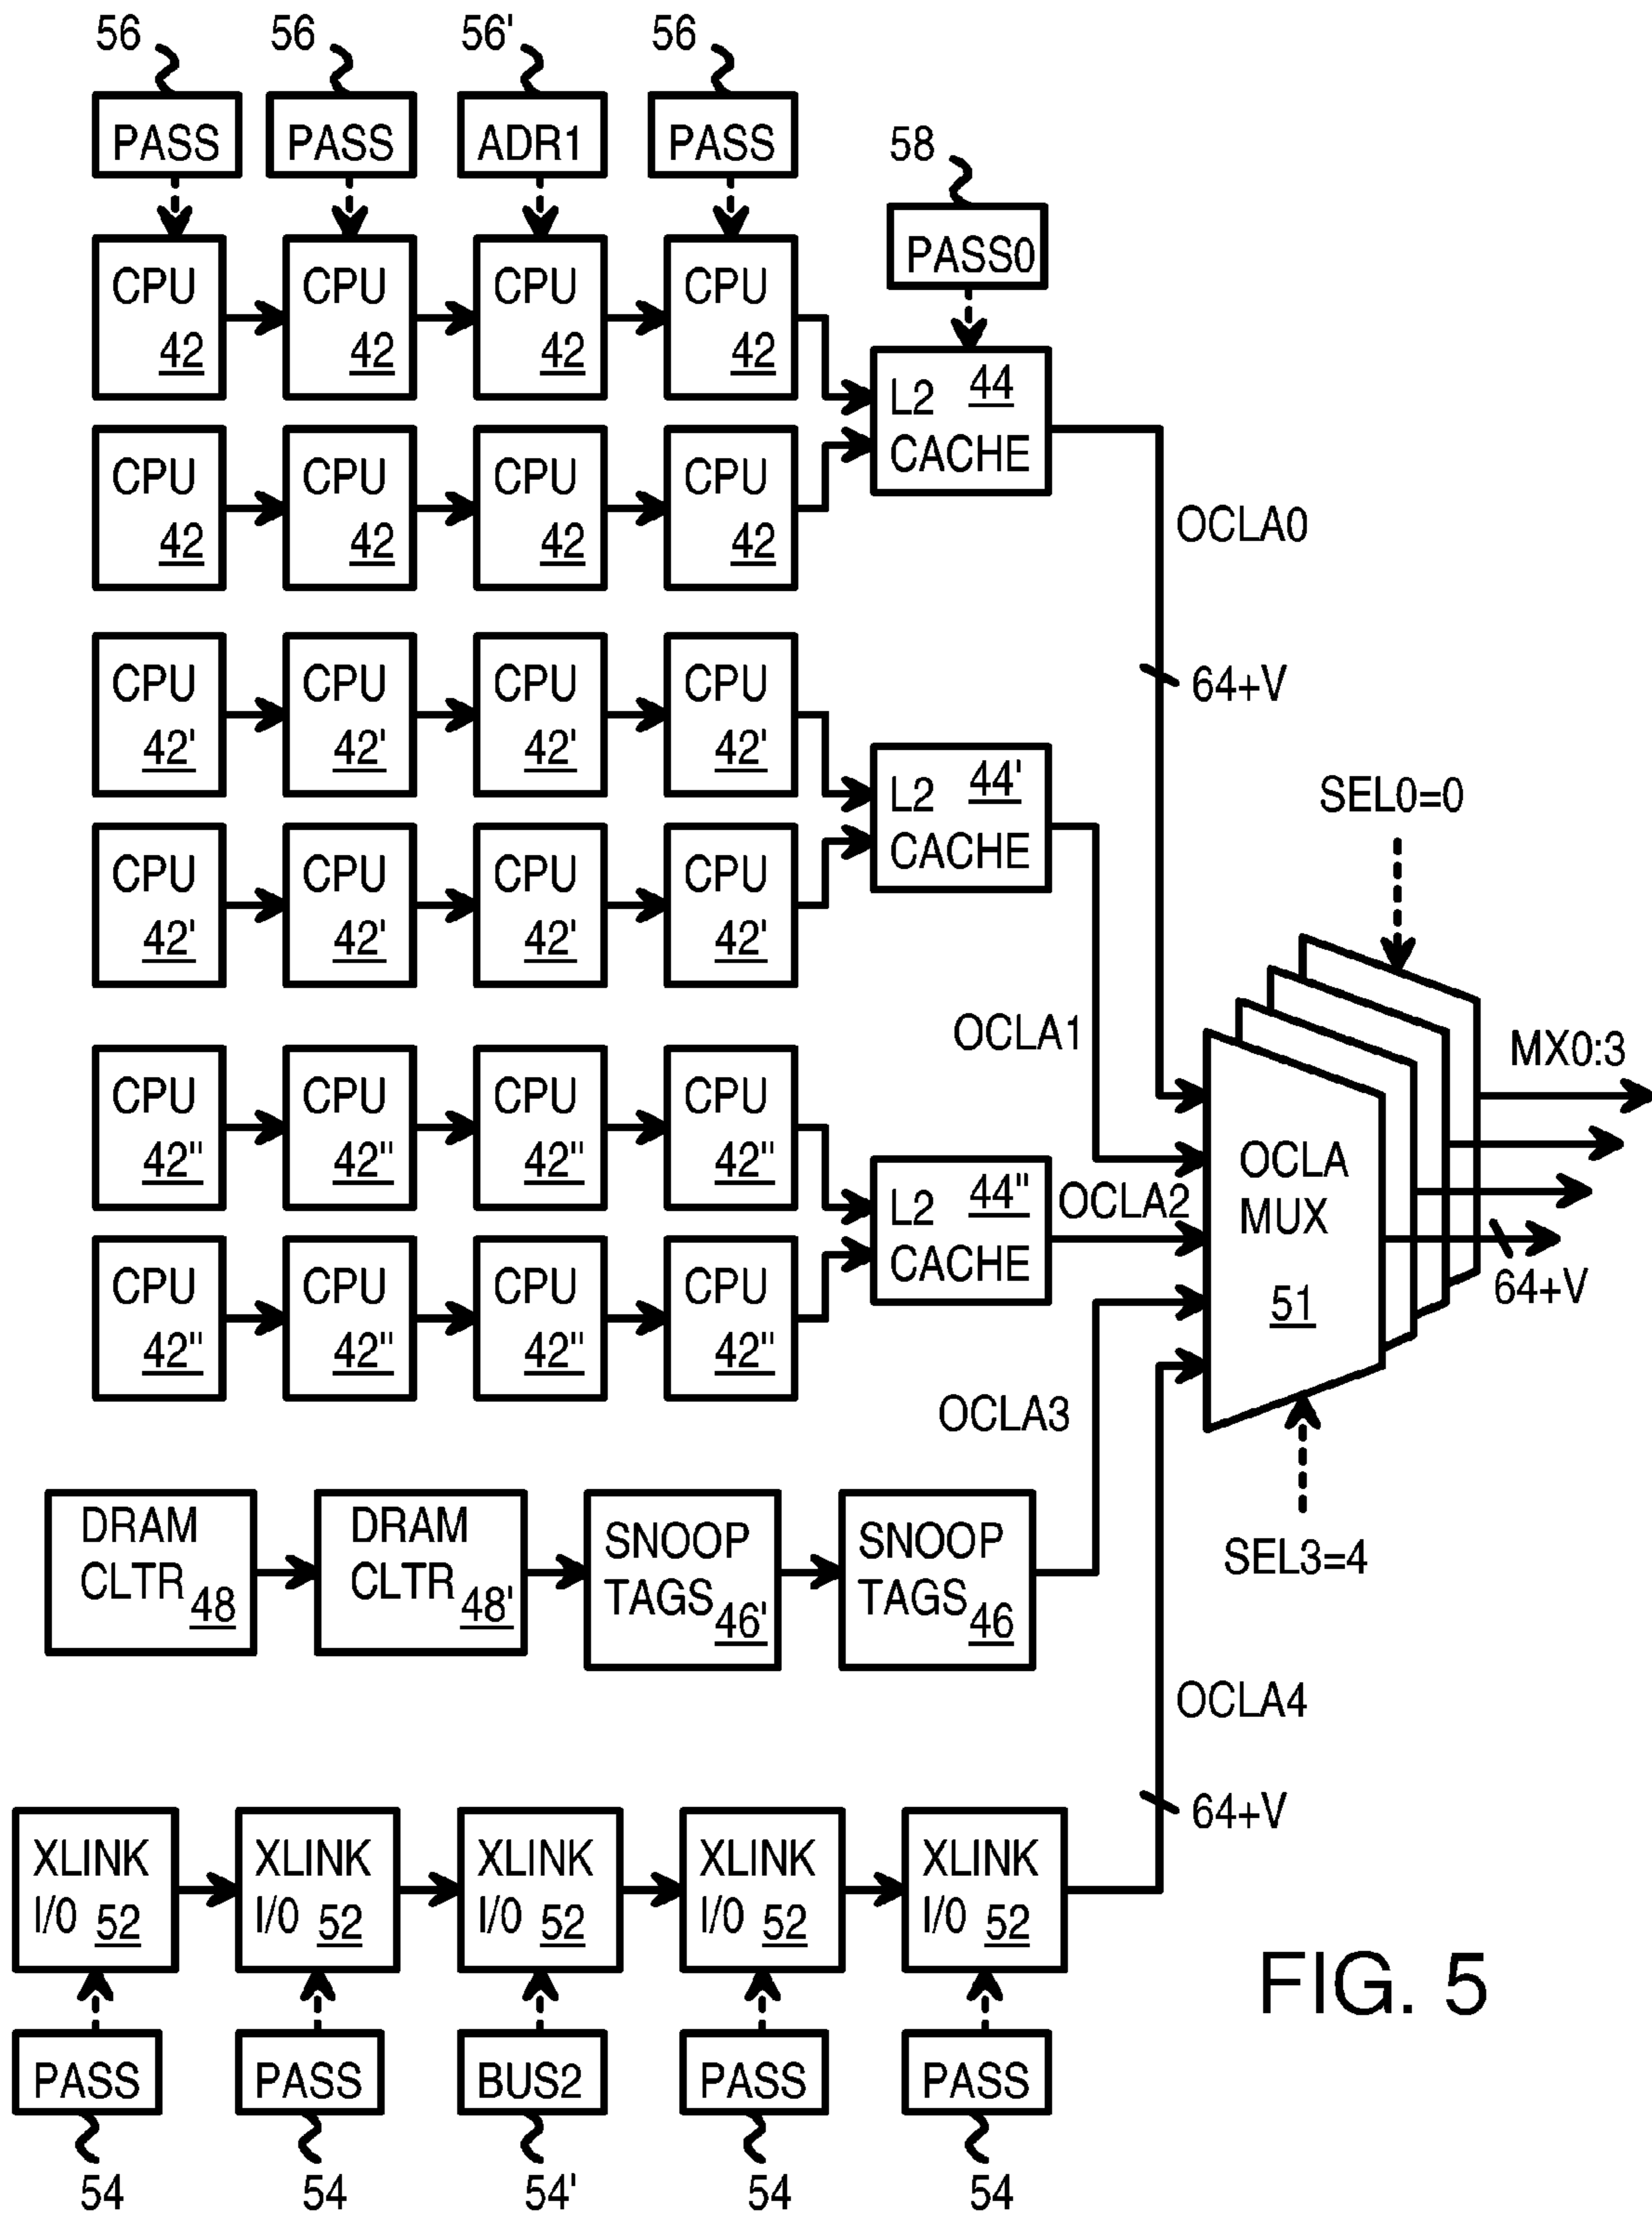 56 56 56' 56
PASS PASS ADR1 PASS
58
PASS0
CPU CPU CPU CPU
42 42 42 42
L2 44
CACHE
CPU CPU CPU CPU
42 42 42 42
OCLA0
CPU CPU CPU CPU
42' 42' 42' 42'
64+V
L2 44'
CACHE
SEL0=0
CPU CPU CPU CPU
42' 42' 42' 42'
OCLA1
MX0:3
CPU CPU CPU CPU
42" 42" 42" 42"
L2 44"
CACHE
OCLA2
OCLA
MUX
51
64+V
CPU CPU CPU CPU
42" 42" 42" 42"
OCLA3
SEL3=4
DRAM
CLTR 48
DRAM
CLTR 48'
SNOOP
TAGS 46'
SNOOP
TAGS 46
OCLA4
64+V
XLINK XLINK XLINK XLINK XLINK
I/0 52 I/0 52 I/0 52 I/0 52 I/0 52
PASS PASS BUS2 PASS PASS
54 54 54' 54 54
FIG. 5